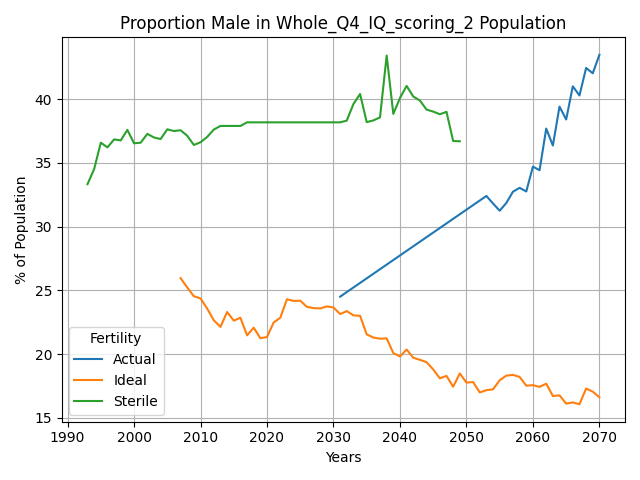 Proportion Male in Whole_Q4_IQ_scoring_2 Population
% of Population
40
35
30
25
20
15
Fertility
Actual
Ideal
Sterile
1990 2000 2010 2020 2030 2040 2050 2060 2070
Years